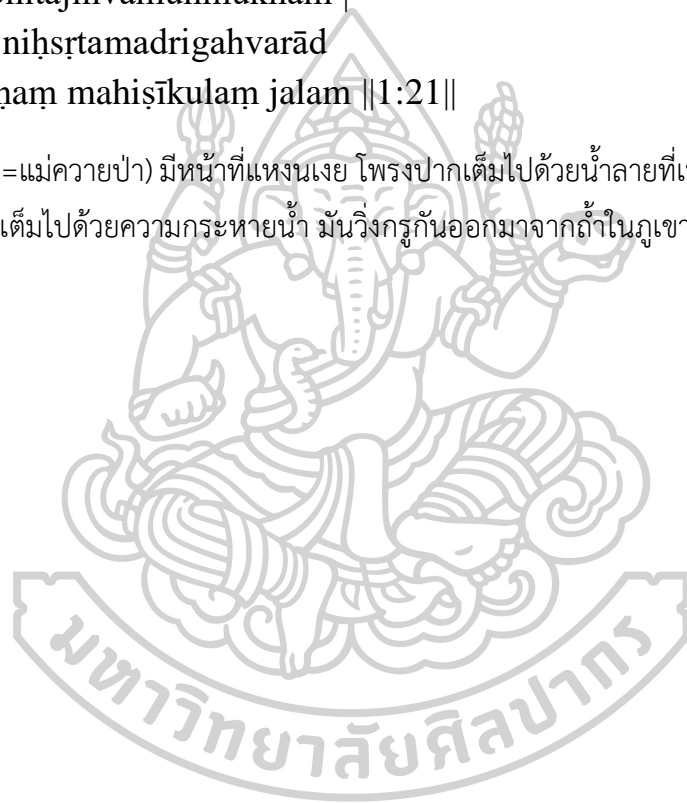 niḥsṛtamadrigahvarād
mahiṣīkulaṃ jalam ||1:21||
=แม่ควายป่า) มีหน้าที่แหงนเงย โพรงปากเต็มไปด้วยน้ำลายที่
เต็มไปด้วยความกระหายน้ำ มันวิ่งกรูกันออกมาจากถ้ำในภูเขา
มหาวิทยาลัยศิลปากร